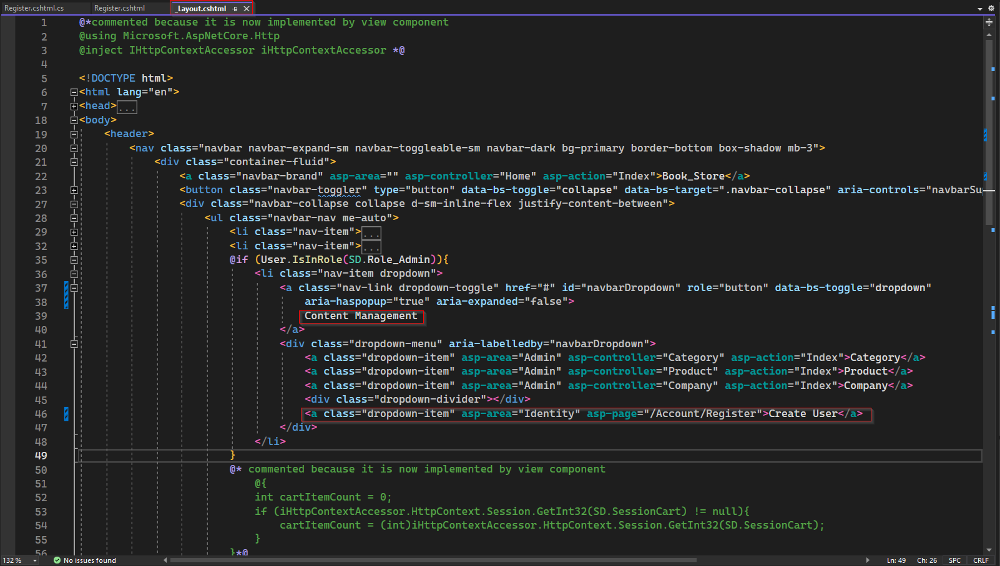 Register.cshtml.cs Register.cshtml _Layout.cshtml
1 @*commented because it is now implemented by view component
2 @using Microsoft.AspNetCore.Http
3 @inject IHttpContextAccessor iHttpContextAccessor *@
4
5 <!DOCTYPE html>
6 <html lang="en">
7 <head>...
18 <body>
19 <header>
20 <nav class="navbar navbar-expand-sm navbar-toggleable-sm navbar-dark bg-primary border-bottom box-shadow mb-3">
21 <div class="container-fluid">
22 <a class="navbar-brand" asp-area="" asp-controller="Home" asp-action="Index">Book_Store</a>
23 <button class="navbar-toggler" type="button" data-bs-toggle="collapse" data-bs-target=".navbar-collapse" aria-controls="navbarSu
27 <div class="navbar-collapse collapse d-sm-inline-flex justify-content-between">
28 <ul class="navbar-nav me-auto">
29 <li class="nav-item">...
32 <li class="nav-item">...
35 @if (User.IsInRole(SD.Role_Admin)){
36 <li class="nav-item dropdown">
37 <a class="nav-link dropdown-toggle" href="#" id="navbarDropdown" role="button" data-bs-toggle="dropdown"
38 aria-haspopup="true" aria-expanded="false">
39 Content Management
40 </a>
41 <div class="dropdown-menu" aria-labelledby="navbarDropdown">
42 <a class="dropdown-item" asp-area="Admin" asp-controller="Category" asp-action="Index">Category</a>
43 <a class="dropdown-item" asp-area="Admin" asp-controller="Product" asp-action="Index">Product</a>
44 <a class="dropdown-item" asp-area="Admin" asp-controller="Company" asp-action="Index">Company</a>
45 <div class="dropdown-divider"></div>
46 <a class="dropdown-item" asp-area="Identity" asp-page="/Account/Register">Create User</a>
47 </div>
48 </li>
49 }
50 @* commented because it is now implemented by view component
51 @{
52 int cartItemCount = 0;
53 if (iHttpContextAccessor.HttpContext.Session.GetInt32(SD.SessionCart) != null){
54 cartItemCount = (int)iHttpContextAccessor.HttpContext.Session.GetInt32(SD.SessionCart);
55 }
56 }*@
132 % No issues found Ln: 49 Ch: 26 SPC CRLF